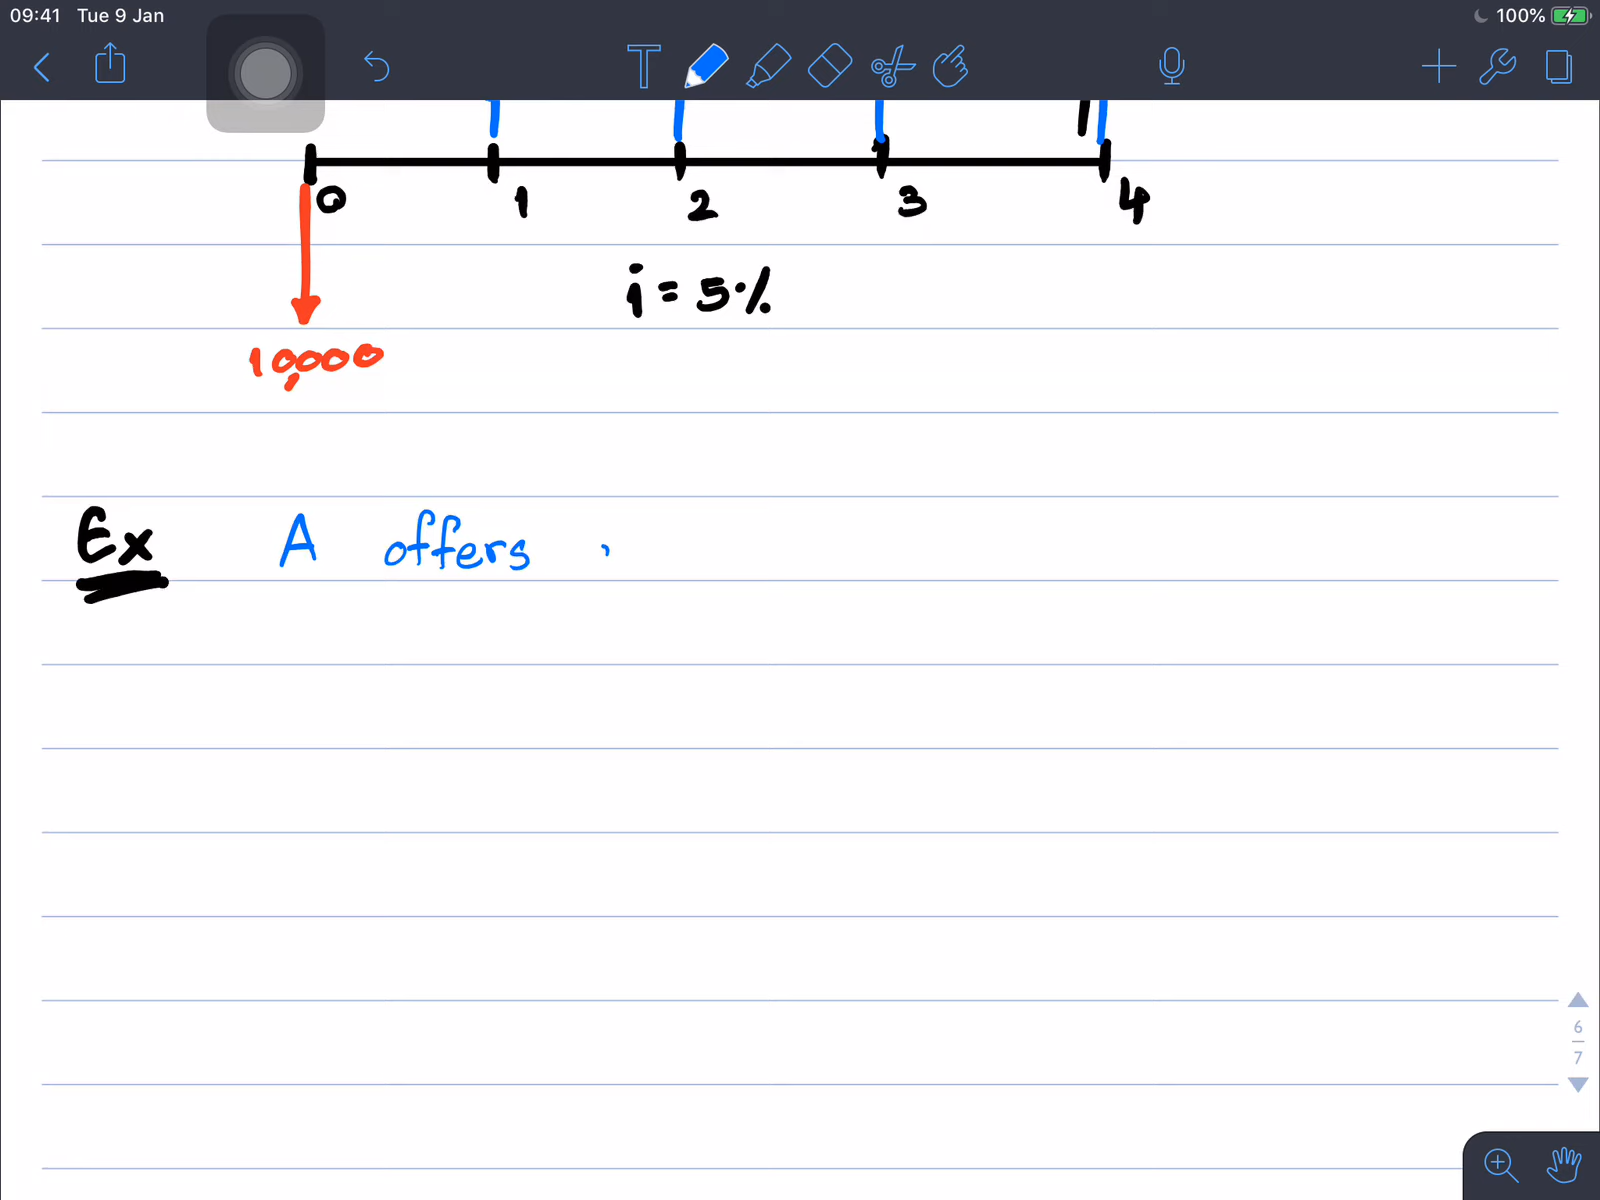 09:41 Tue 9 Jan 100%
T
0 1 2 3 4
i = 5%
10,000
Ex A offers
6
7